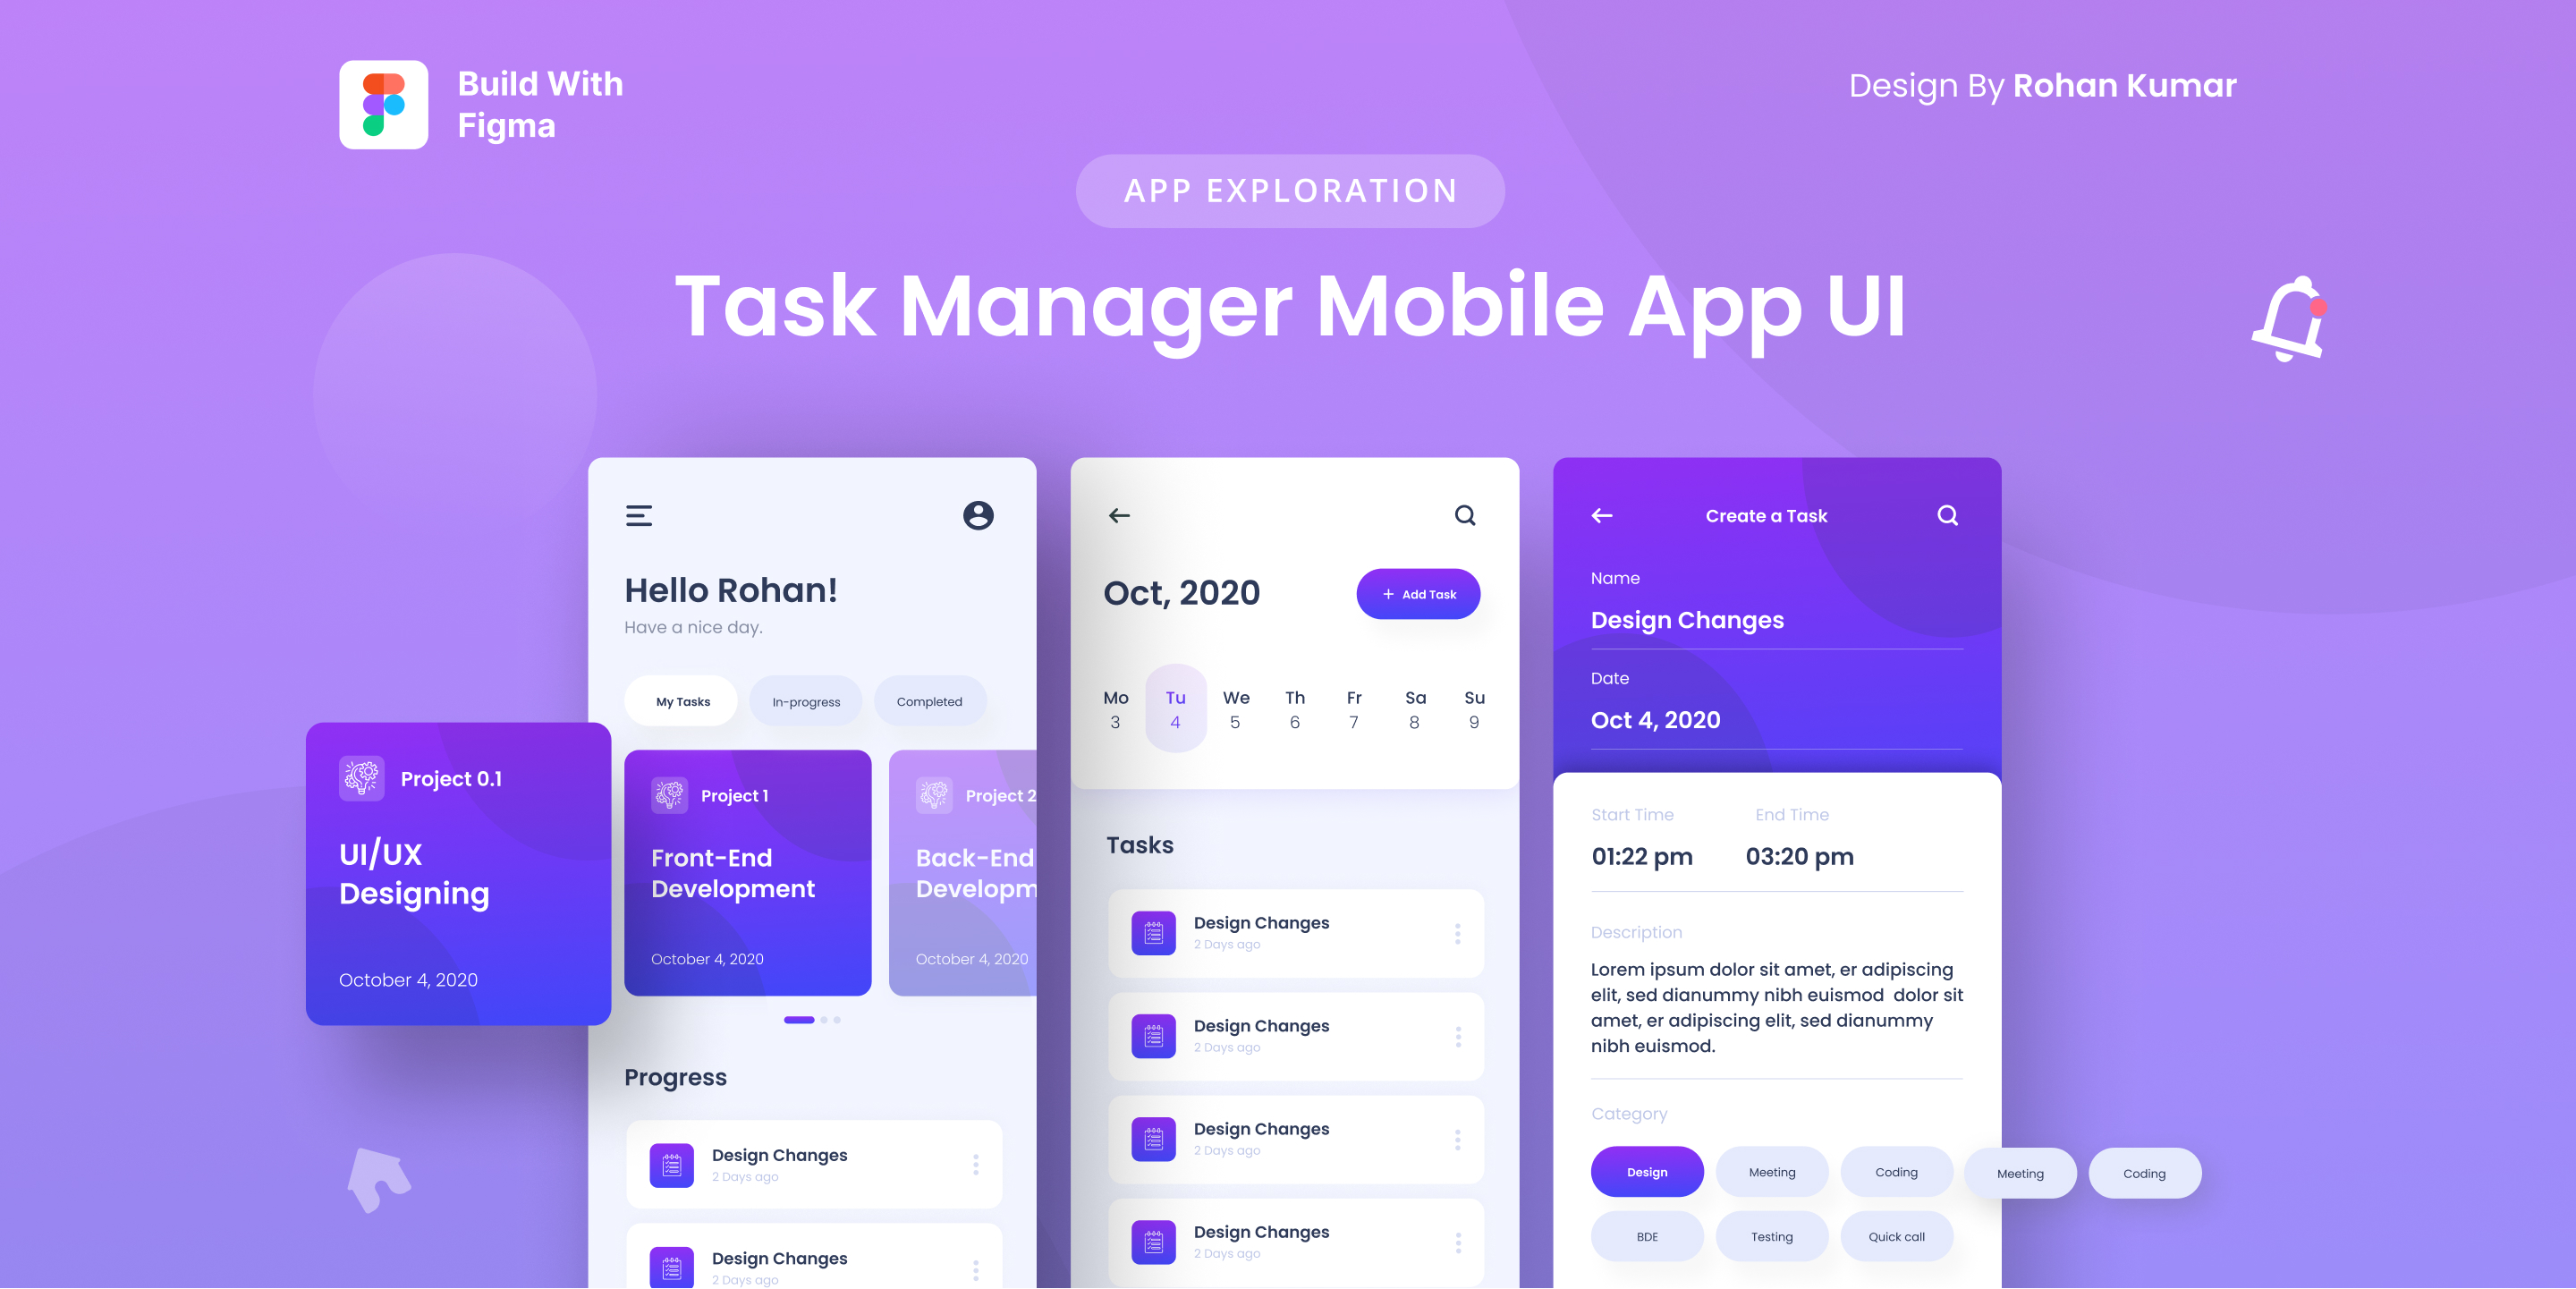 Build With
Figma
Design By Rohan Kumar
APP EXPLORATION
Task Manager Mobile App UI
Project 0.1
UI/UX
Designing
October 4, 2020
Hello Rohan!
Have a nice day.
My Tasks In-progress Completed
Project 1
Front-End
Development
October 4, 2020
Project 2
Back-End
Developm
October 4, 2020
Progress
Design Changes
2 Days ago
Design Changes
2 Days ago
Oct, 2020
+ Add Task
Mo Tu We Th Fr Sa Su
3 4 5 6 7 8 9
Tasks
Design Changes
2 Days ago
Design Changes
2 Days ago
Design Changes
2 Days ago
Design Changes
2 Days ago
Create a Task
Name
Design Changes
Date
Oct 4, 2020
Start Time End Time
01:22 pm 03:20 pm
Description
Lorem ipsum dolor sit amet, er adipiscing
elit, sed dianummy nibh euismod  dolor sit
amet, er adipiscing elit, sed dianummy
nibh euismod.
Category
Design Meeting Coding Meeting Coding
BDE Testing Quick call